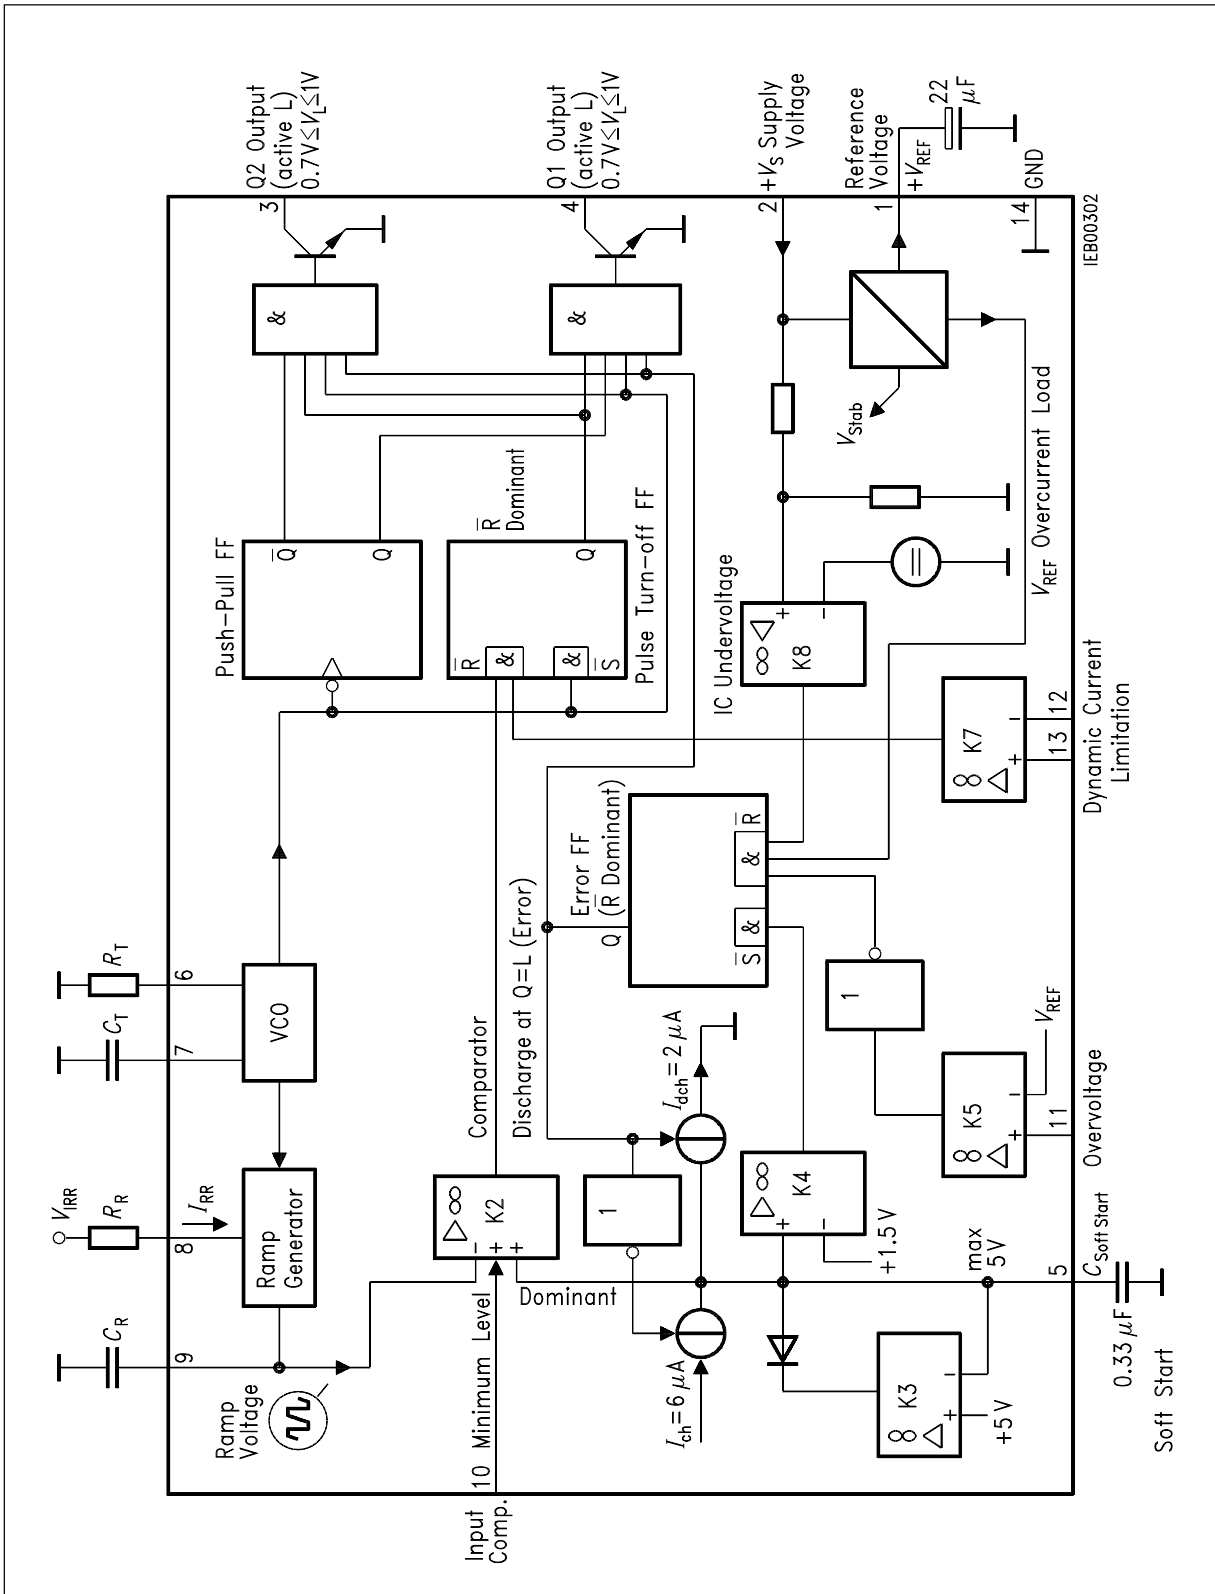 Q2 Output
(active L)
0.7V≤VL≤1V
3
Q1 Output
(active L)
0.7V≤VL≤1V
4
+VS Supply
Voltage
2
Reference
Voltage
+VREF
1
22
μF
GND
14
IEB00302
&
&
Push-Pull FF
Q̅
Q
R̅
Dominant
Q
R̅
&
&
S̅
Pulse Turn-off FF
VStab
VREF Overcurrent Load
IC Undervoltage
+
−
▷∞
K8
12
13
−
+
K7
▷∞
Dynamic Current
Limitation
RT
6
CT
7
VCO
Comparator
Discharge at Q=L (Error)
Error FF
(R̅ Dominant)
Q
R̅
&
&
S̅
1
VREF
11
−
+
K5
▷∞
Overvoltage
VIRR
RR
8
IRR
Ramp
Generator
CR
9
Ramp
Voltage
▷∞
K2
−
+
+
Dominant
10 Minimum Level
Input
Comp.
1
Idch=2 μA
Ich=6 μA
▷∞
K4
+
−
+1.5 V
max
5 V
5
CSoft Start
0.33 μF
Soft Start
K3
▷∞
−
+
+5 V